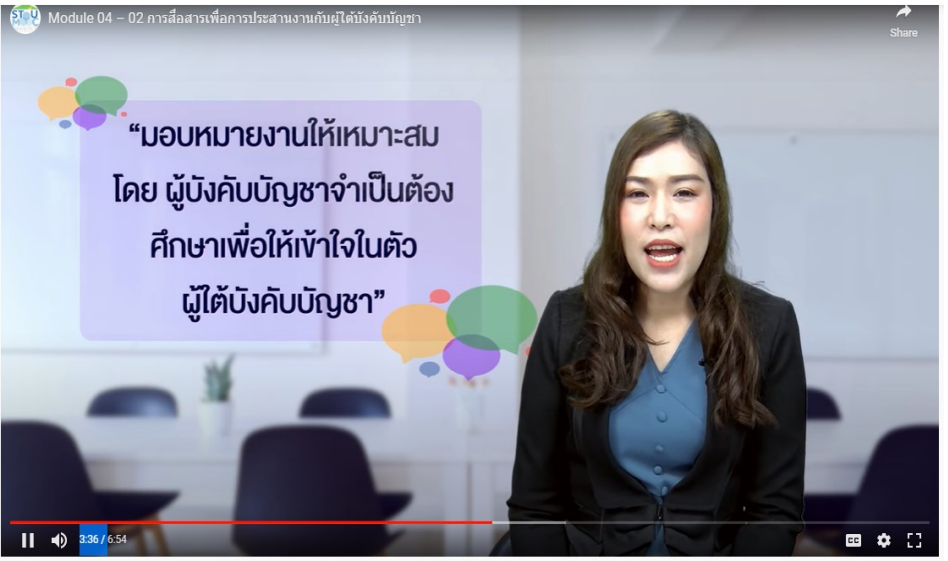 Module 04 – 02 การสื่อสารเพื่อการประสานงานกับผู้ใต้บังคับบัญชา
Share
“มอบหมายงานให้เหมาะสม
โดย ผู้บังคับบัญชาจำเป็นต้อง
ศึกษาเพื่อให้เข้าใจในตัว
ผู้ใต้บังคับบัญชา”
3:36 / 6:54
CC